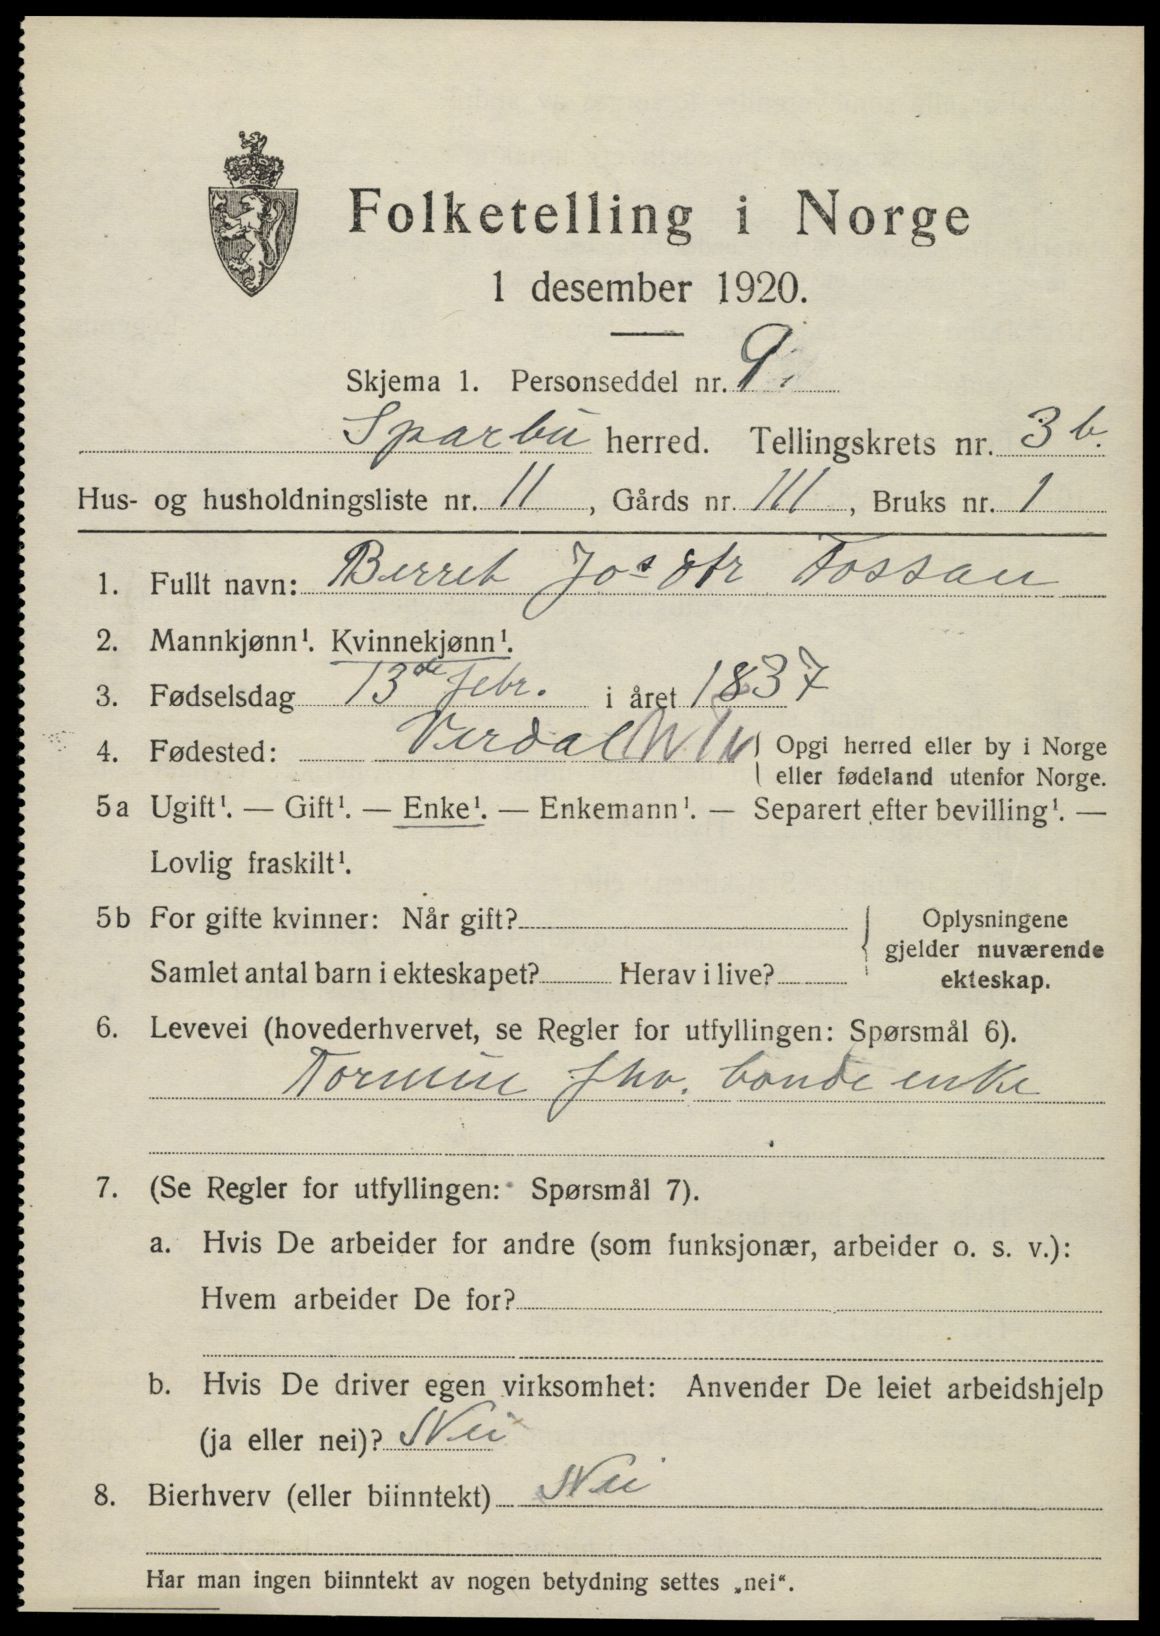 Folketelling i Norge
1 desember 1920.
Skjema 1. Personseddel nr. 9.
Sparbu herred. Tellingskrets nr. 3 b.
Hus- og husholdningsliste nr. 11, Gårds nr. 111, Bruks nr. 1
1. Fullt navn: Berret Josdtr Tossan
2. Mannkjønn¹. Kvinnekjønn¹.
3. Fødselsdag 13de febr. i året 1837
4. Fødested: Verdal Opgi herred eller by i Norge
eller fødeland utenfor Norge.
5a Ugift¹. — Gift¹. — Enke¹. — Enkemann¹. — Separert efter bevilling¹. —
Lovlig fraskilt¹.
5b For gifte kvinner: Når gift?
Samlet antal barn i ekteskapet? Herav i live?
Oplysningene
gjelder nuværende
ekteskap.
6. Levevei (hovederhvervet, se Regler for utfyllingen: Spørsmål 6).
fhv. bonde enke
7. (Se Regler for utfyllingen: Spørsmål 7).
a. Hvis De arbeider for andre (som funksjonær, arbeider o. s. v.):
Hvem arbeider De for?
b. Hvis De driver egen virksomhet: Anvender De leiet arbeidshjelp
(ja eller nei)? Nei
8. Bierhverv (eller biinntekt) Nei
Har man ingen biinntekt av nogen betydning settes „nei“.